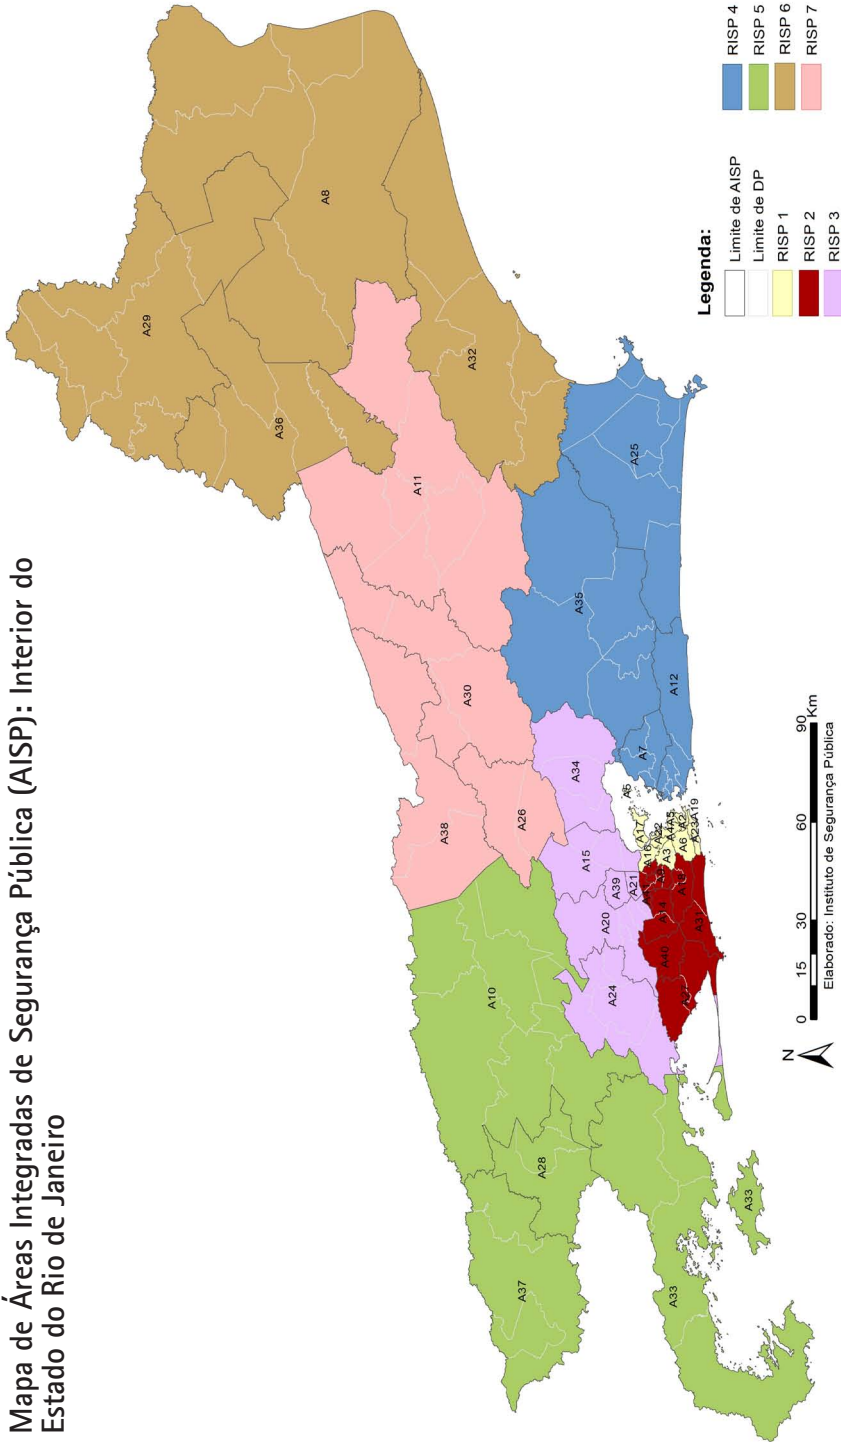 Mapa de Áreas Integradas de Segurança Pública (AISP): Interior do
Estado do Rio de Janeiro
A29
A8
A36
A32
A11
A25
A35
A30
A12
A7
A38
A26
A34
A5
A17
A16
A22
A4
A5
A3
A6
A2
A23
A19
A15
A39
A21
A20
A14
A18
A31
A40
A27
A24
A10
A28
A37
A33
A33
N
0
15
30
60
90
Km
Elaborado: Instituto de Segurança Pública
Legenda:
Limite de AISP
Limite de DP
RISP 1
RISP 2
RISP 3
RISP 4
RISP 5
RISP 6
RISP 7